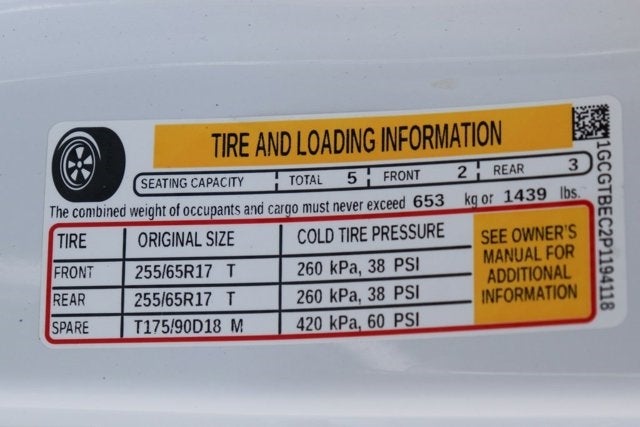 TIRE AND LOADING INFORMATION
SEATING CAPACITY TOTAL 5 FRONT 2 REAR 3
The combined weight of occupants and cargo must never exceed 653 kg or 1439 lbs.
TIRE ORIGINAL SIZE COLD TIRE PRESSURE
FRONT 255/65R17 T 260 kPa, 38 PSI
REAR 255/65R17 T 260 kPa, 38 PSI
SPARE T175/90D18 M 420 kPa, 60 PSI
SEE OWNER'S
MANUAL FOR
ADDITIONAL
INFORMATION
1GCGTBEC2P1194118